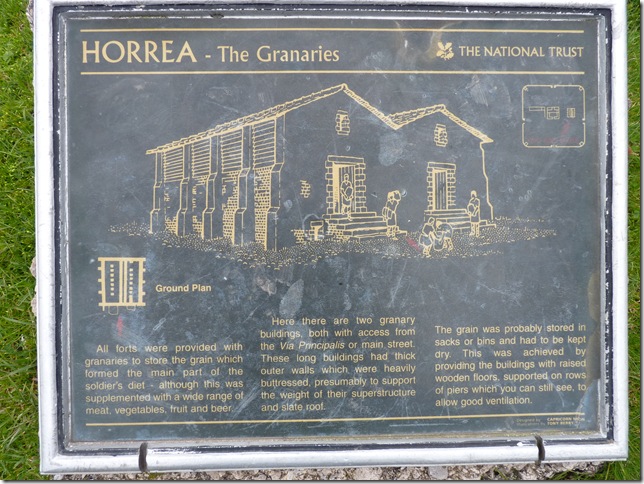 HORREA - The Granaries
THE NATIONAL TRUST
Ground Plan
All forts were provided with
granaries to store the grain which
formed the main part of the
soldier's diet - although this was
supplemented with a wide range of
meat, vegetables, fruit and beer.
Here there are two granary
buildings, both with access from
the Via Principalis or main street.
These long buildings had thick
outer walls which were heavily
buttressed, presumably to support
the weight of their superstructure
and slate roof.
The grain was probably stored in
sacks or bins and had to be kept
dry. This was achieved by
providing the buildings with raised
wooden floors, supported on rows
of piers which you can still see, to
allow good ventilation.